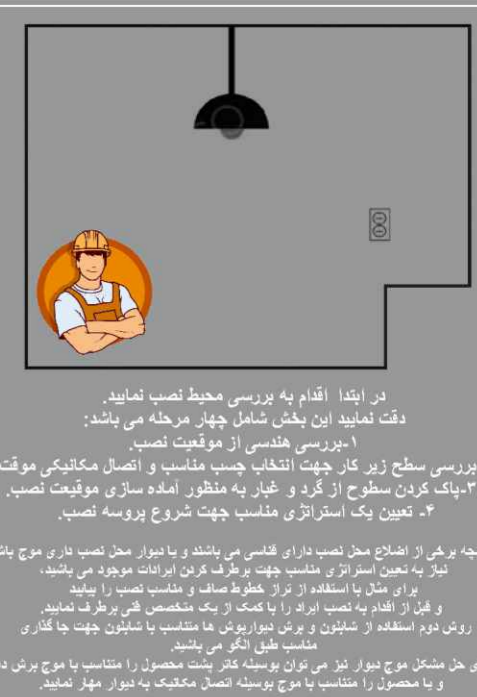 در ابتدا اقدام به بررسی محیط نصب نمایید.
دقت نمایید این بخش شامل چهار مرحله می باشد:
۱-بررسی هندسی از موقعیت نصب.
بررسی سطح زیر کار جهت انتخاب چسب مناسب و اتصال مکانیکی موقت
۳-پاک کردن سطوح از گرد و غبار به منظور آماده سازی موقیعت نصب.
۴- تعیین یک استراتژی مناسب جهت شروع پروسه نصب.
چه برخی از اضلاع محل نصب دارای قناسی می باشند و یا دیوار محل نصب داری موج
نیاز به تعیین استراتژی مناسب جهت برطرف کردن ایرادات موجود می باشید،
برای مثال با استفاده از تراز خطوط صاف و مناسب نصب را بیابید
و قبل از اقدام به نصب ایراد را با کمک از یک متخصص فنی برطرف نمایید.
روش دوم استفاده از شابلون و برش دیوارپوش ها متناسب با شابلون جهت جا گذاری
مناسب طبق الگو می باشید.
حل مشکل موج دیوار نیز می توان بوسیله کاتر پشت محصول را متناسب با موج برش
و یا محصول را متناسب با موج بوسیله اتصال مکانیک به دیوار مهار نمایید.